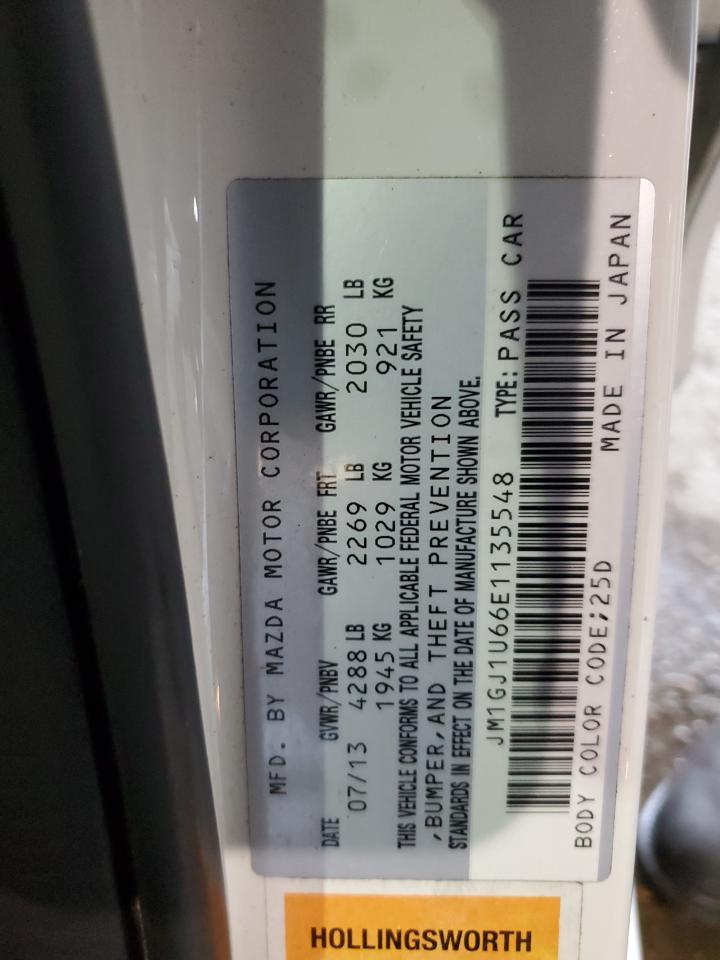 MFD. BY MAZDA MOTOR CORPORATION
DATE GVWR/PNBV GAWR/PNBE FRT GAWR/PNBE RR
07/13 4288 LB 2269 LB 2030 LB
1945 KG 1029 KG 921 KG
THIS VEHICLE CONFORMS TO ALL APPLICABLE FEDERAL MOTOR VEHICLE SAFETY
,BUMPER,AND THEFT PREVENTION
STANDARDS IN EFFECT ON THE DATE OF MANUFACTURE SHOWN ABOVE.
JM1GJ1U66E1135548 TYPE: PASS CAR
BODY COLOR CODE;25D MADE IN JAPAN
HOLLINGSWORTH